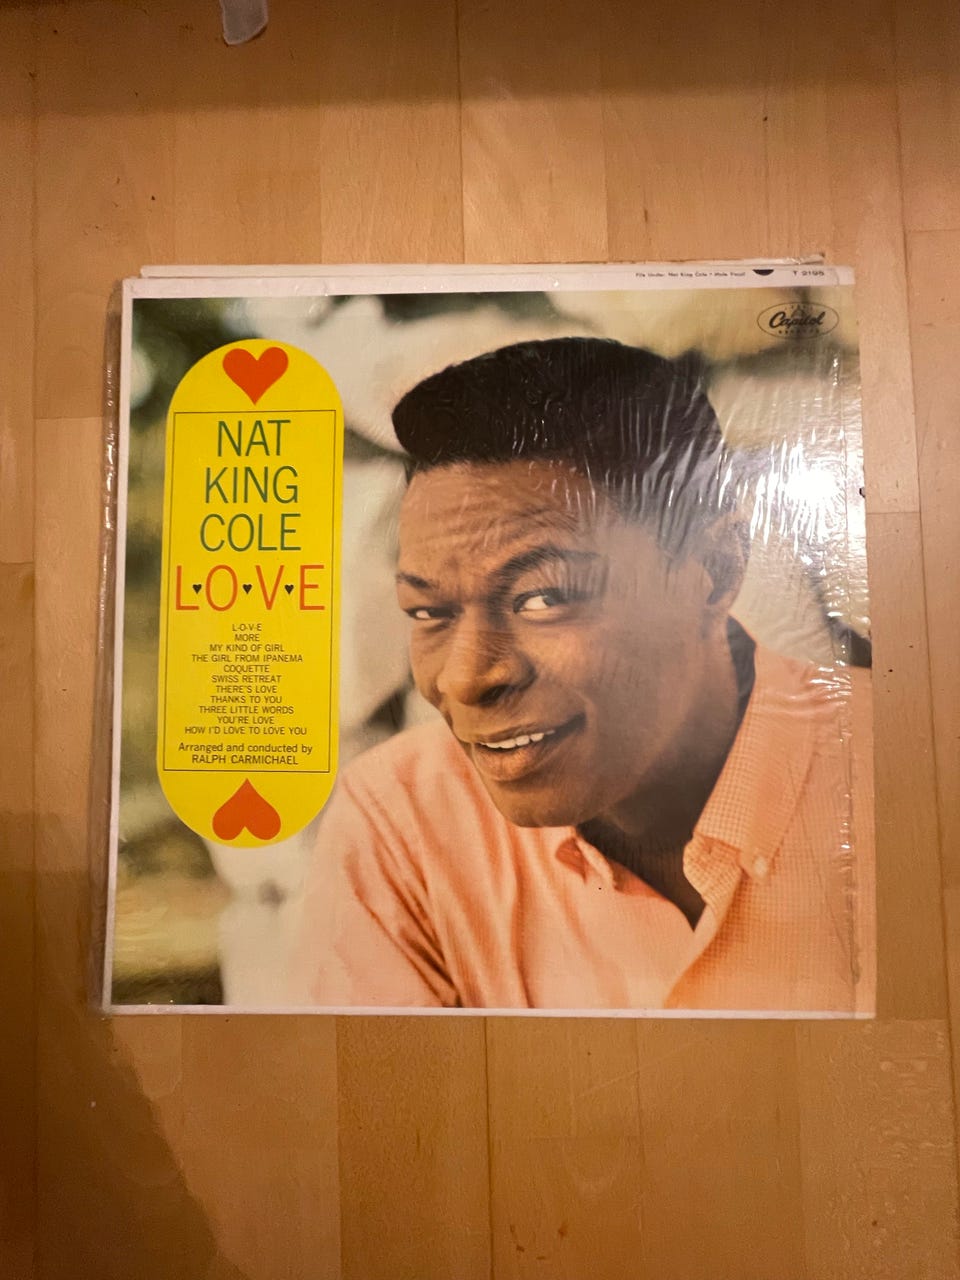 File Under: Nat King Cole • Male Vocal T 2195
Capitol
RECORDS
NAT
KING
COLE
L♥O♥V♥E
L-O-V-E
MORE
MY KIND OF GIRL
THE GIRL FROM IPANEMA
COQUETTE
SWISS RETREAT
THERE'S LOVE
THANKS TO YOU
THREE LITTLE WORDS
YOU'RE LOVE
HOW I'D LOVE TO LOVE YOU
Arranged and conducted by
RALPH CARMICHAEL